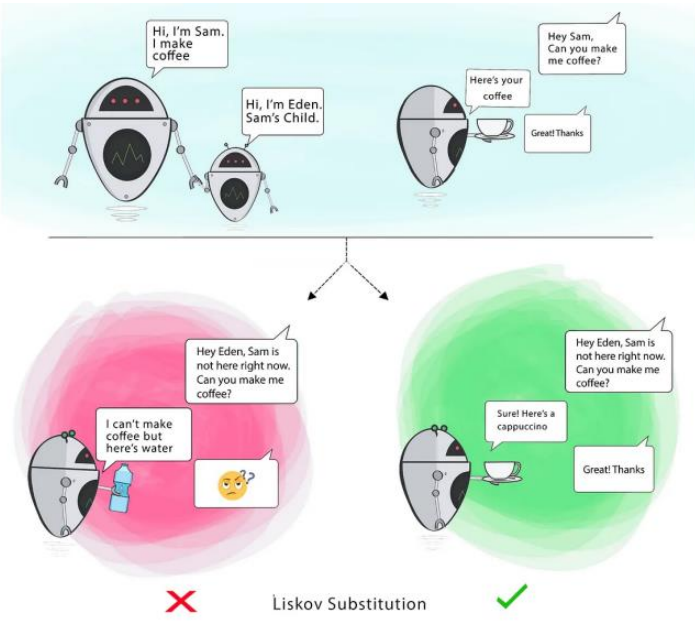 Hi, I'm Sam.
I make
coffee
Hi, I'm Eden.
Sam's Child.
Hey Sam,
Can you make
me coffee?
Here's your
coffee
Great! Thanks
Hey Eden, Sam is
not here right now.
Can you make me
coffee?
I can't make
coffee but
here's water
??
Hey Eden, Sam is
not here right now.
Can you make me
coffee?
Sure! Here's a
cappuccino
Great! Thanks
Liskov Substitution